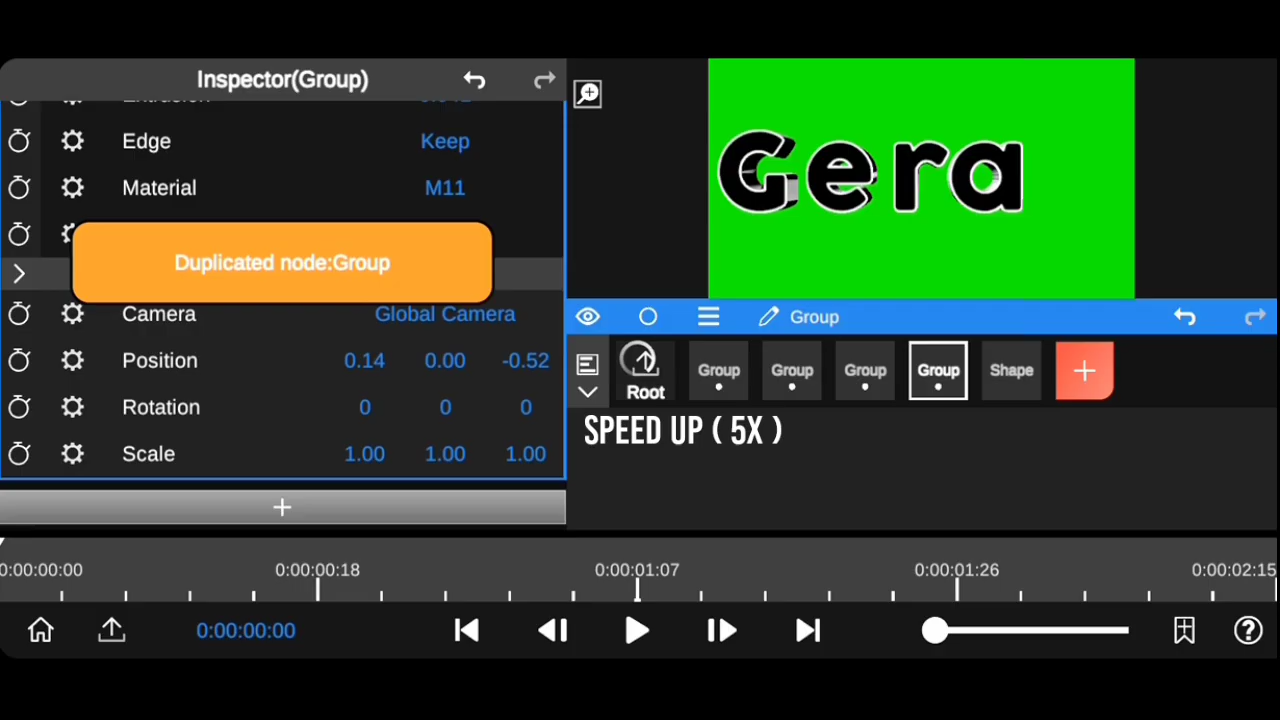 Inspector(Group)
Edge Keep
Material M11
Duplicated node:Group
Camera Global Camera
Position 0.14 0.00 -0.52
Rotation 0 0 0
Scale 1.00 1.00 1.00
+
Gera
Group
Root Group Group Group Group Shape +
SPEED UP ( 5X )
0:00:00:00 0:00:00:18 0:00:01:07 0:00:01:26 0:00:02:15
0:00:00:00
?